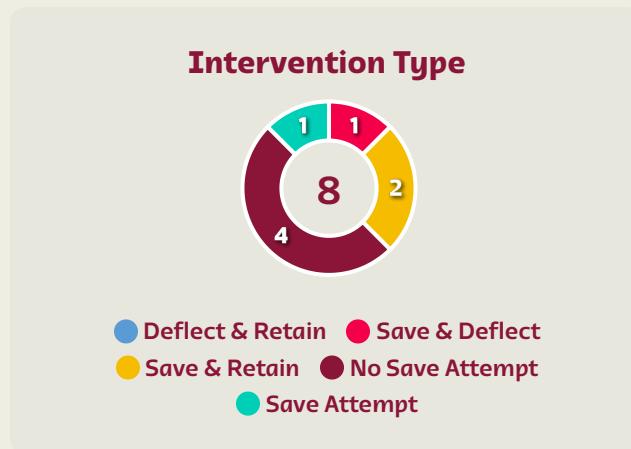 Intervention Type
1 1
2
8
4
Deflect & Retain Save & Deflect
Save & Retain No Save Attempt
Save Attempt